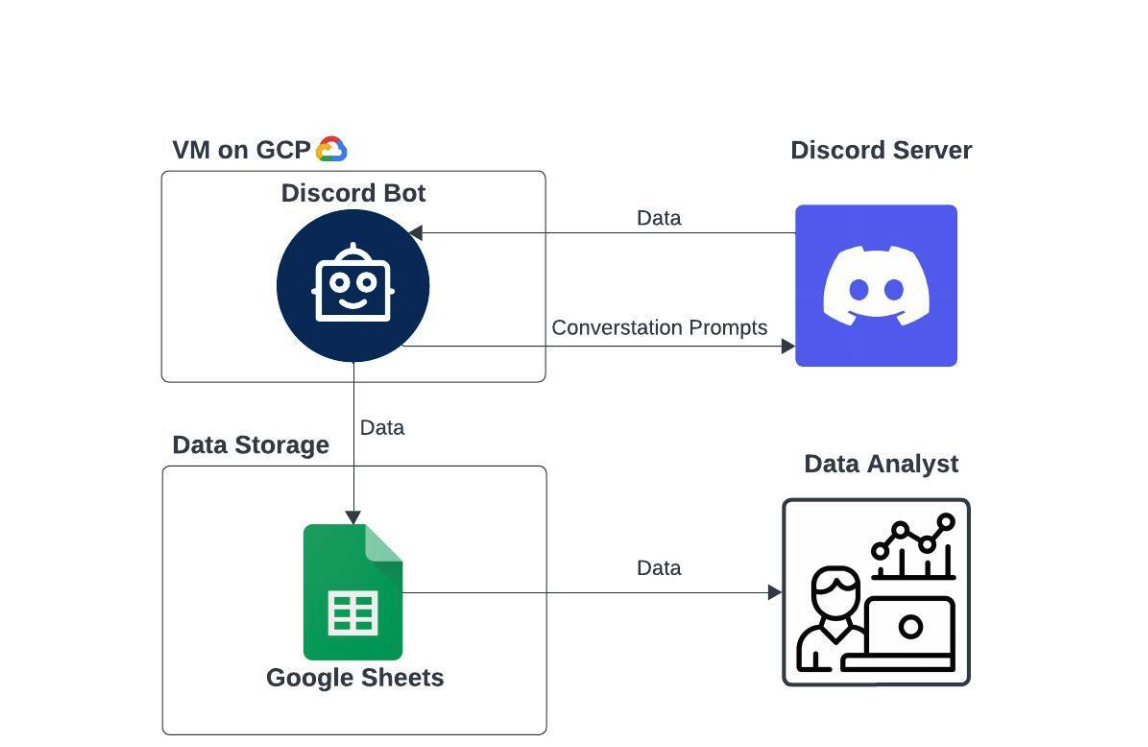 VM on GCP
Discord Server
Discord Bot
Data
Converstation Prompts
Data
Data Storage
Data Analyst
Data
Google Sheets